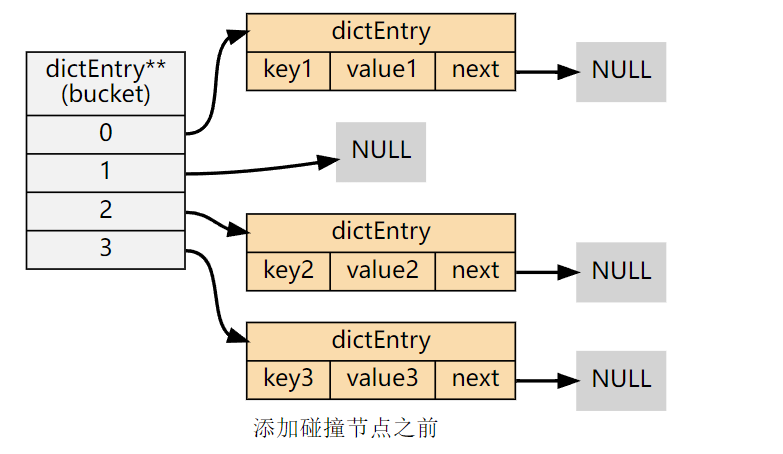 dictEntry**
(bucket)
0
1
2
3
dictEntry
key1 value1 next
NULL
NULL
dictEntry
key2 value2 next
NULL
dictEntry
key3 value3 next
NULL
添加碰撞节点之前